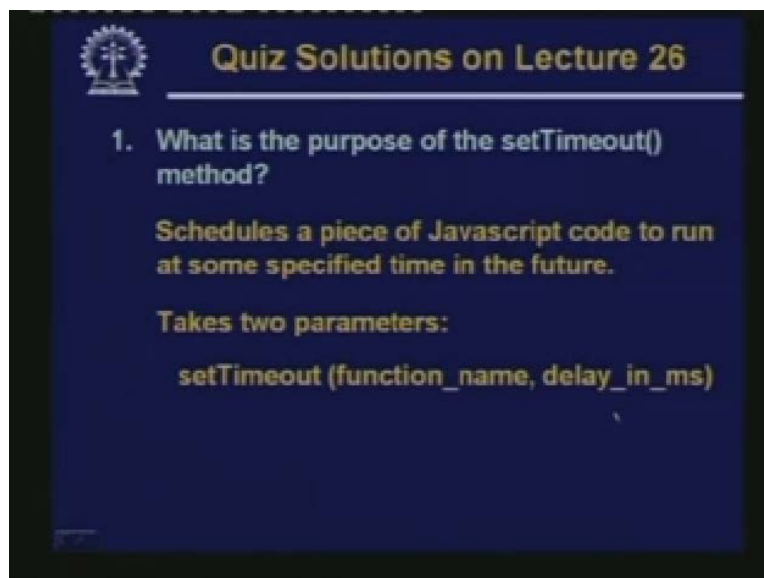 Quiz Solutions on Lecture 26
1. What is the purpose of the setTimeout()
method?
Schedules a piece of Javascript code to run
at some specified time in the future.
Takes two parameters:
setTimeout (function_name, delay_in_ms)